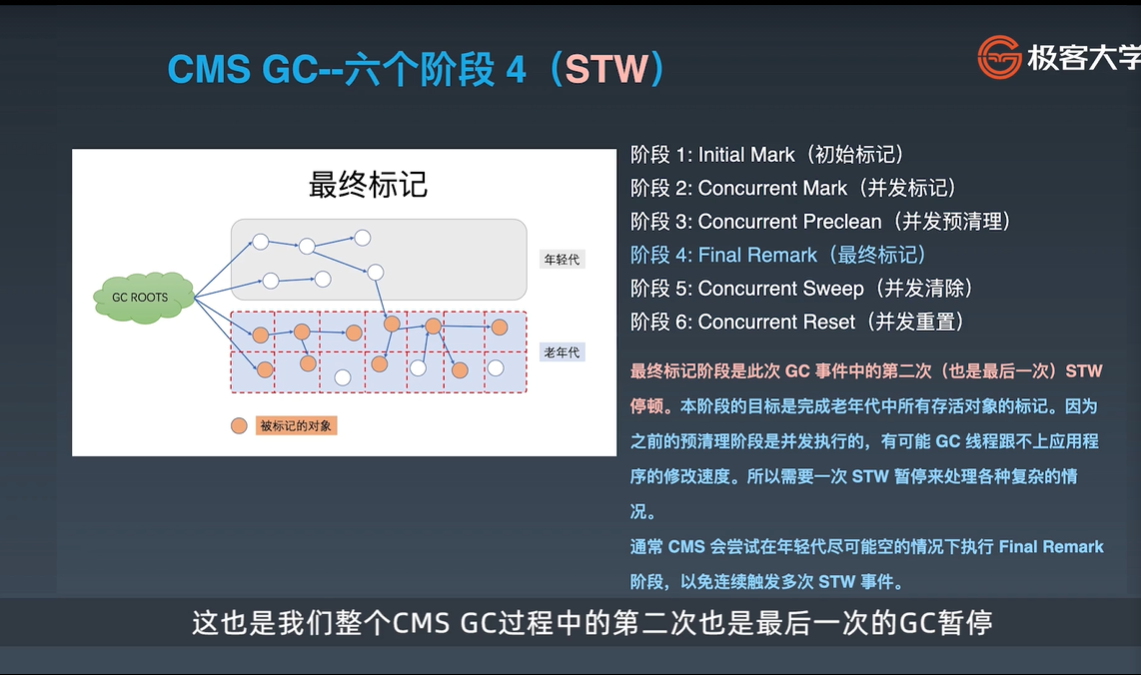 CMS GC--六个阶段 4（STW）
极客大学
最终标记
GC ROOTS
年轻代
老年代
被标记的对象
阶段 1: Initial Mark（初始标记）
阶段 2: Concurrent Mark（并发标记）
阶段 3: Concurrent Preclean（并发预清理）
阶段 4: Final Remark（最终标记）
阶段 5: Concurrent Sweep（并发清除）
阶段 6: Concurrent Reset（并发重置）
最终标记阶段是此次 GC 事件中的第二次（也是最后一次）STW
停顿。本阶段的目标是完成老年代中所有存活对象的标记。因为
之前的预清理阶段是并发执行的，有可能 GC 线程跟不上应用程
序的修改速度。所以需要一次 STW 暂停来处理各种复杂的情
况。
通常 CMS 会尝试在年轻代尽可能空的情况下执行 Final Remark
阶段，以免连续触发多次 STW 事件。
这也是我们整个CMS GC过程中的第二次也是最后一次的GC暂停